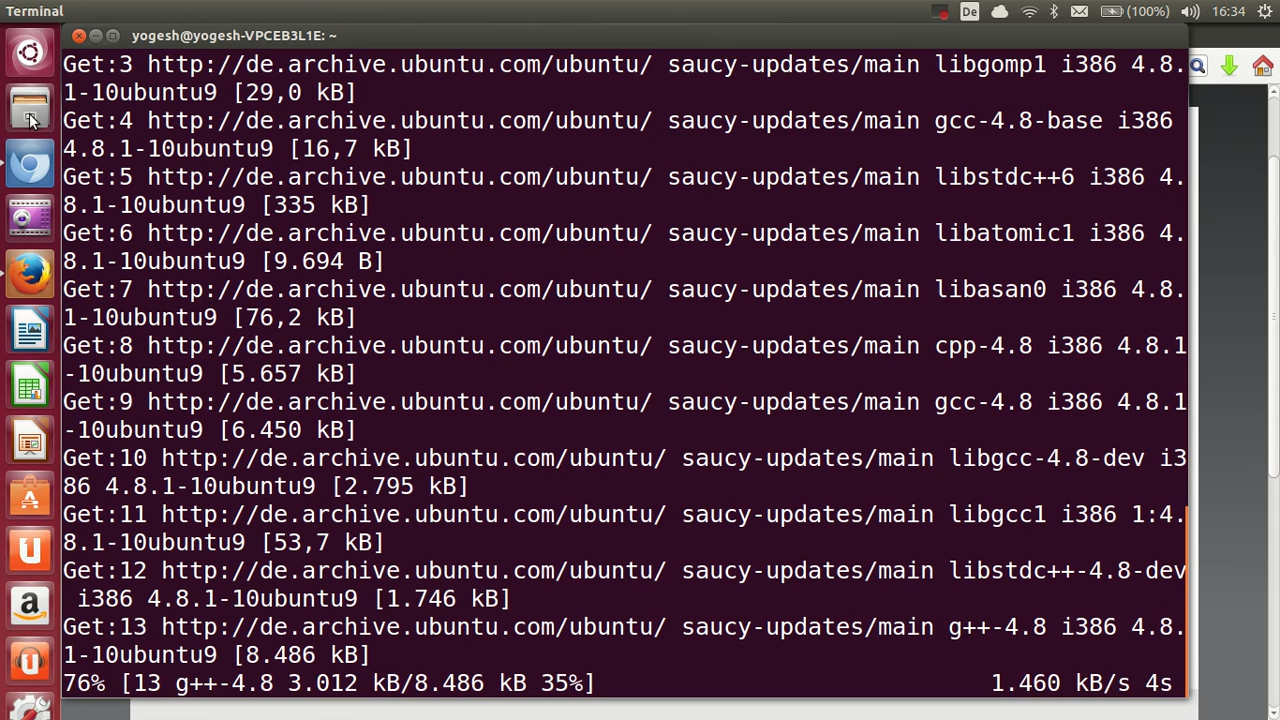 Terminal
De
(100%)
16:34
yogesh@yogesh-VPCEB3L1E: ~
Get:3 http://de.archive.ubuntu.com/ubuntu/ saucy-updates/main libgomp1 i386 4.8.
1-10ubuntu9 [29,0 kB]
Get:4 http://de.archive.ubuntu.com/ubuntu/ saucy-updates/main gcc-4.8-base i386
4.8.1-10ubuntu9 [16,7 kB]
Get:5 http://de.archive.ubuntu.com/ubuntu/ saucy-updates/main libstdc++6 i386 4.
8.1-10ubuntu9 [335 kB]
Get:6 http://de.archive.ubuntu.com/ubuntu/ saucy-updates/main libatomic1 i386 4.
8.1-10ubuntu9 [9.694 B]
Get:7 http://de.archive.ubuntu.com/ubuntu/ saucy-updates/main libasan0 i386 4.8.
1-10ubuntu9 [76,2 kB]
Get:8 http://de.archive.ubuntu.com/ubuntu/ saucy-updates/main cpp-4.8 i386 4.8.1
-10ubuntu9 [5.657 kB]
Get:9 http://de.archive.ubuntu.com/ubuntu/ saucy-updates/main gcc-4.8 i386 4.8.1
-10ubuntu9 [6.450 kB]
Get:10 http://de.archive.ubuntu.com/ubuntu/ saucy-updates/main libgcc-4.8-dev i3
86 4.8.1-10ubuntu9 [2.795 kB]
Get:11 http://de.archive.ubuntu.com/ubuntu/ saucy-updates/main libgcc1 i386 1:4.
8.1-10ubuntu9 [53,7 kB]
Get:12 http://de.archive.ubuntu.com/ubuntu/ saucy-updates/main libstdc++-4.8-dev
 i386 4.8.1-10ubuntu9 [1.746 kB]
Get:13 http://de.archive.ubuntu.com/ubuntu/ saucy-updates/main g++-4.8 i386 4.8.
1-10ubuntu9 [8.486 kB]
76% [13 g++-4.8 3.012 kB/8.486 kB 35%] 1.460 kB/s 4s